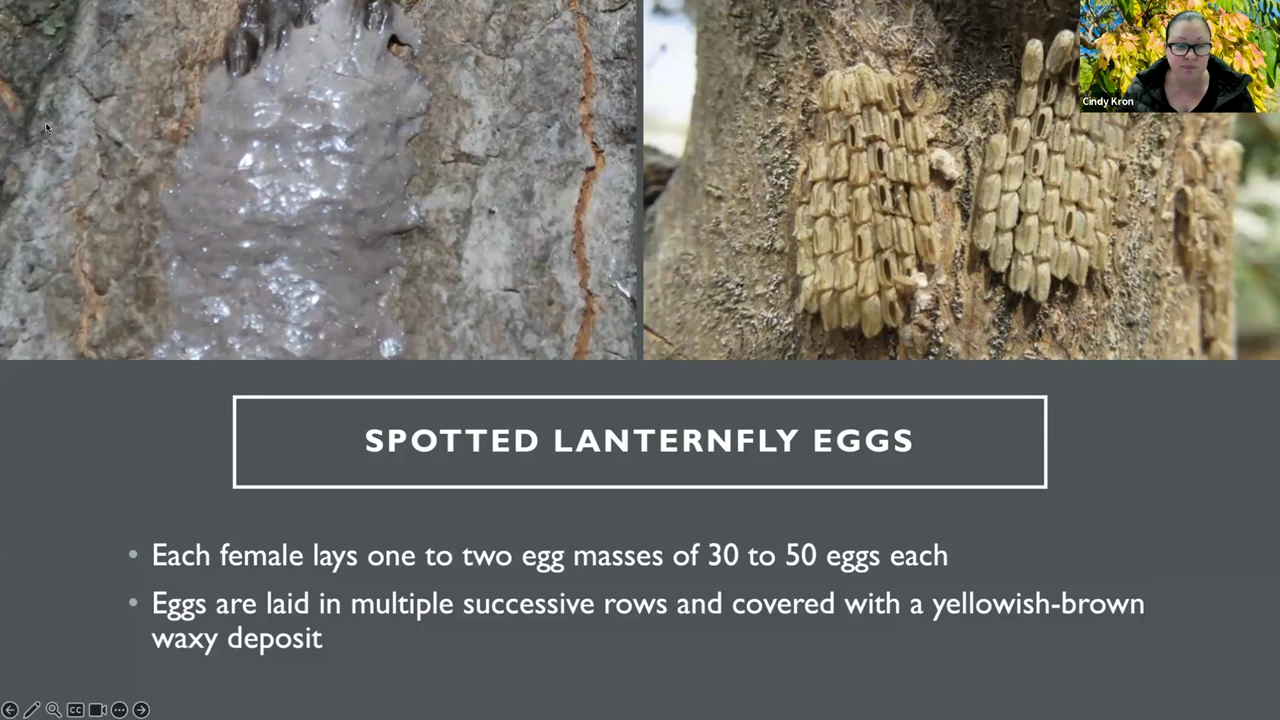 Cindy Kron
SPOTTED LANTERNFLY EGGS
• Each female lays one to two egg masses of 30 to 50 eggs each
• Eggs are laid in multiple successive rows and covered with a yellowish-brown
waxy deposit
CC